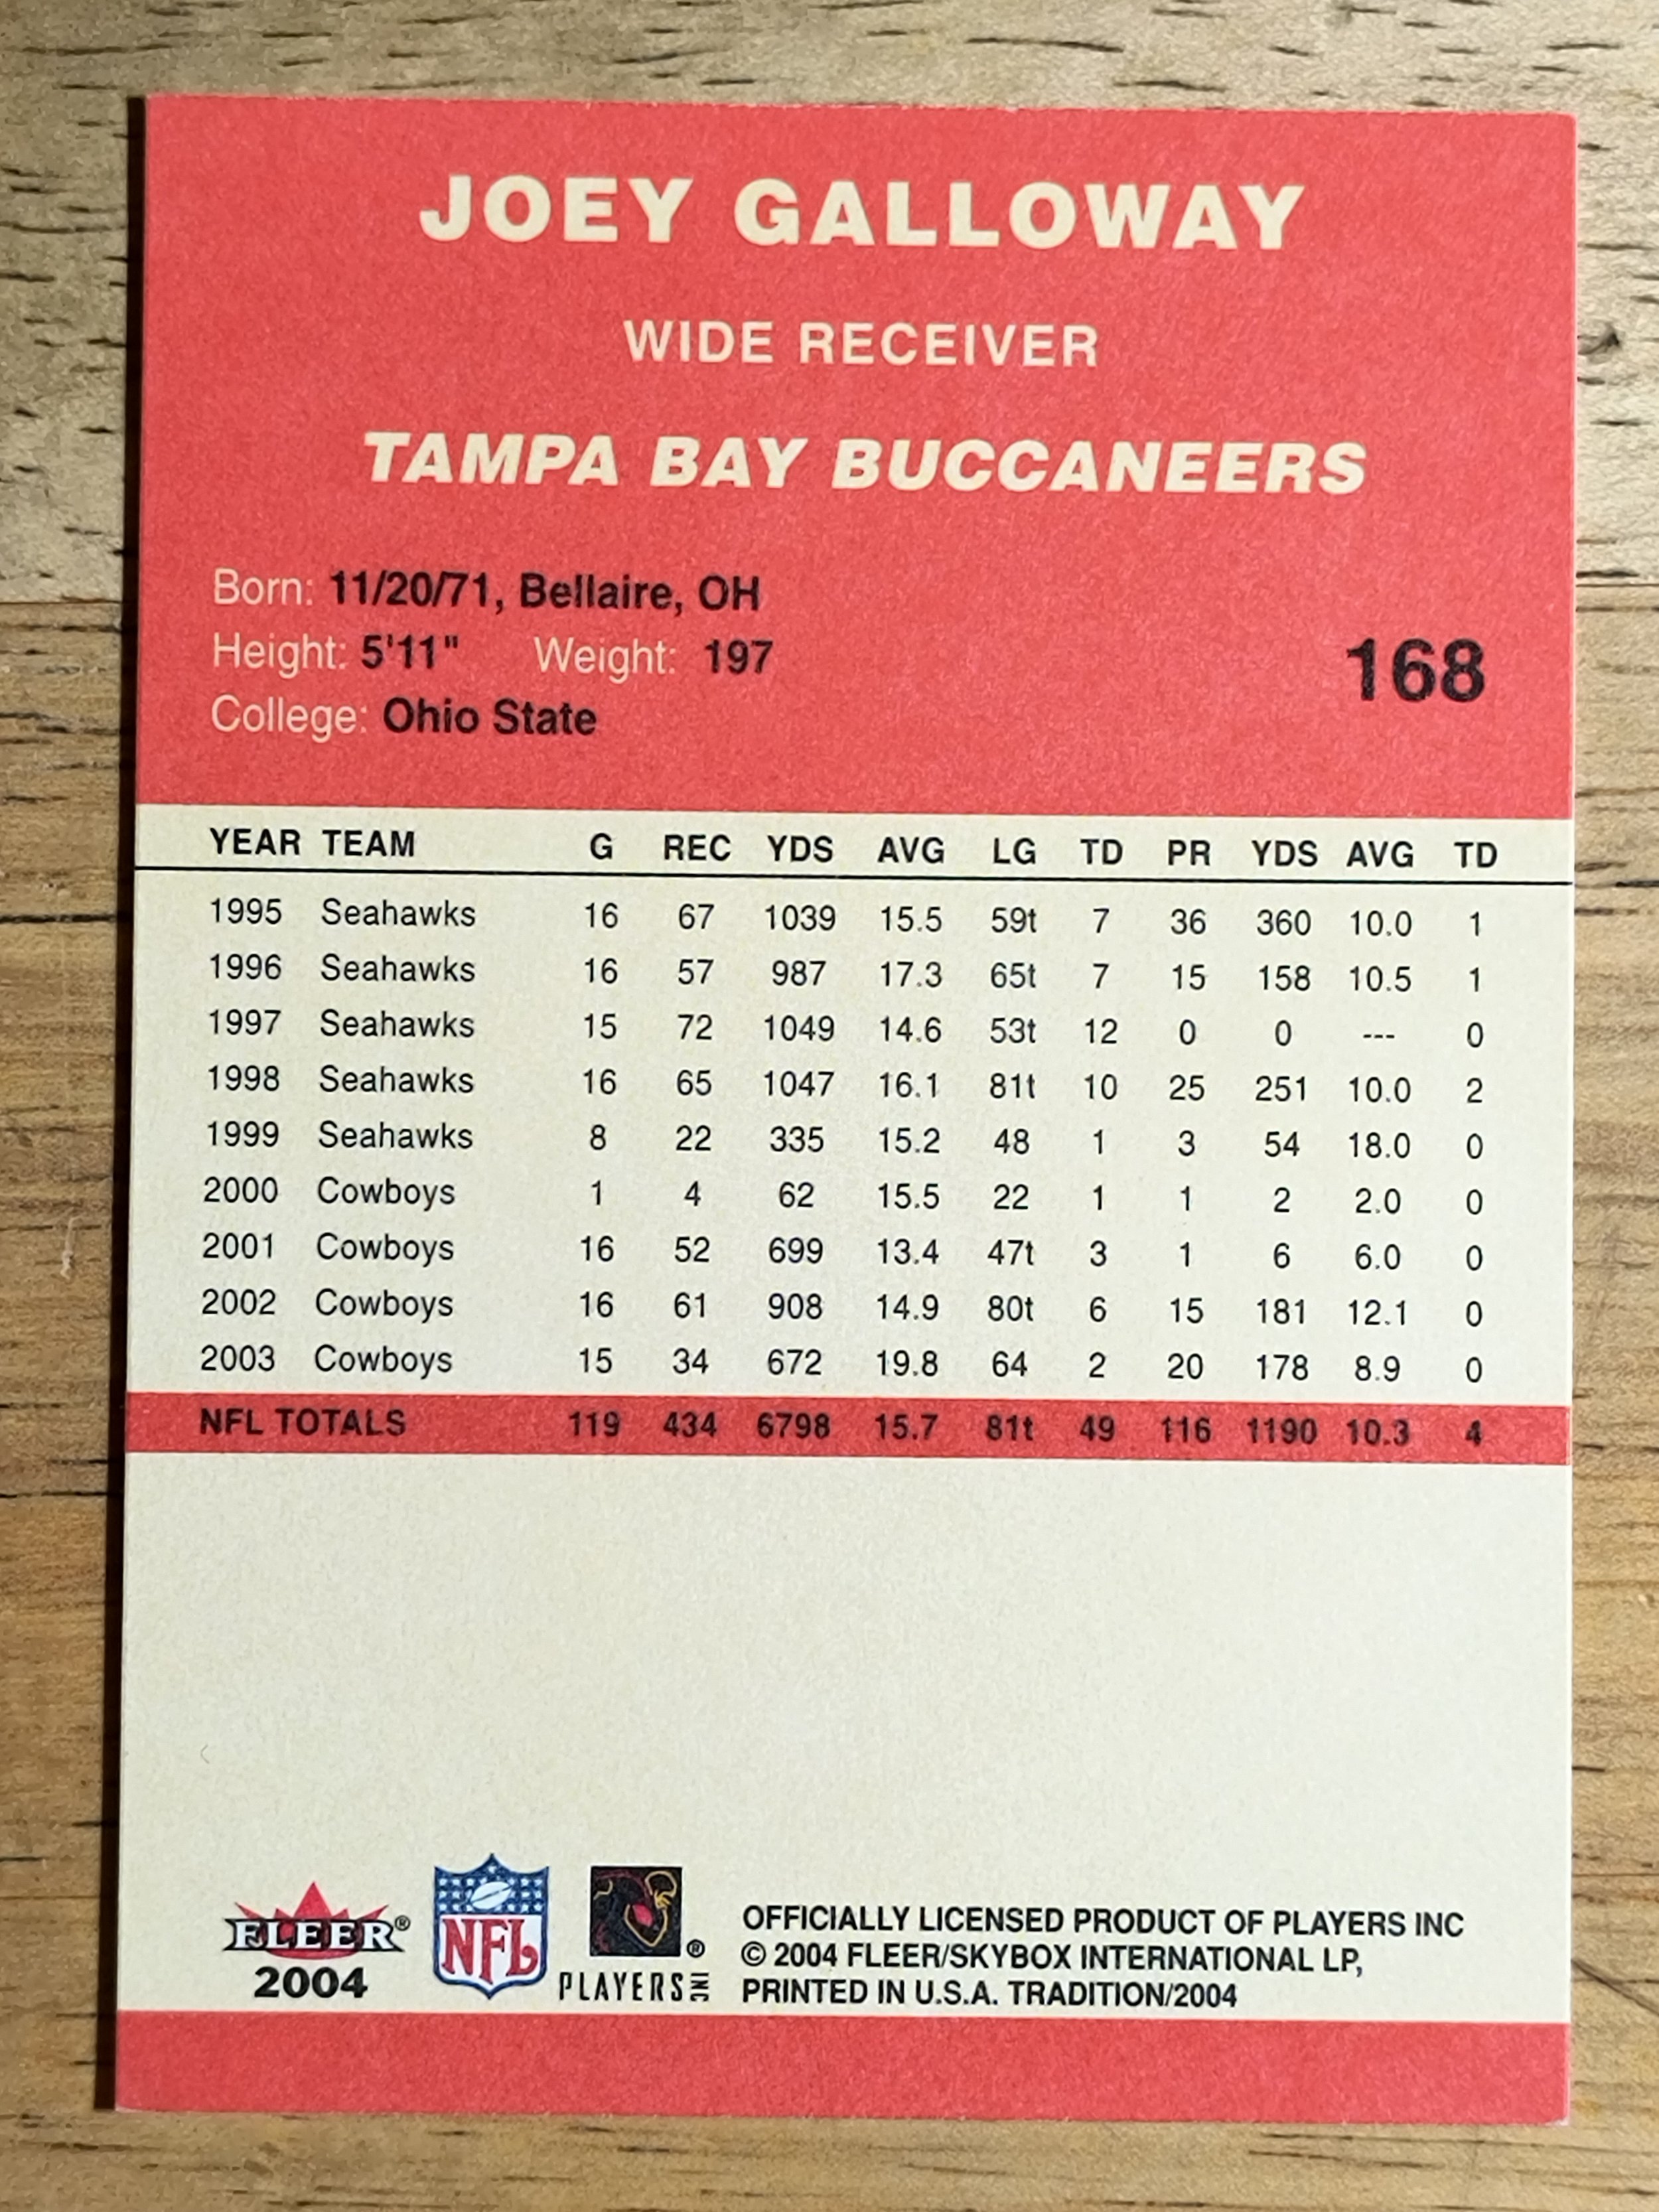 JOEY GALLOWAY
WIDE RECEIVER
TAMPA BAY BUCCANEERS
Born: 11/20/71, Bellaire, OH
Height: 5'11" Weight: 197
168
College: Ohio State
YEAR TEAM G REC YDS AVG LG TD PR YDS AVG TD
1995 Seahawks 16 67 1039 15.5 59t 7 36 360 10.0 1
1996 Seahawks 16 57 987 17.3 65t 7 15 158 10.5 1
1997 Seahawks 15 72 1049 14.6 53t 12 0 0 --- 0
1998 Seahawks 16 65 1047 16.1 81t 10 25 251 10.0 2
1999 Seahawks 8 22 335 15.2 48 1 3 54 18.0 0
2000 Cowboys 1 4 62 15.5 22 1 1 2 2.0 0
2001 Cowboys 16 52 699 13.4 47t 3 1 6 6.0 0
2002 Cowboys 16 61 908 14.9 80t 6 15 181 12.1 0
2003 Cowboys 15 34 672 19.8 64 2 20 178 8.9 0
NFL TOTALS 119 434 6798 15.7 81t 49 116 1190 10.3 4
FLEER®
2004
NFL
®
PLAYERS INC
OFFICIALLY LICENSED PRODUCT OF PLAYERS INC
© 2004 FLEER/SKYBOX INTERNATIONAL LP,
PRINTED IN U.S.A. TRADITION/2004